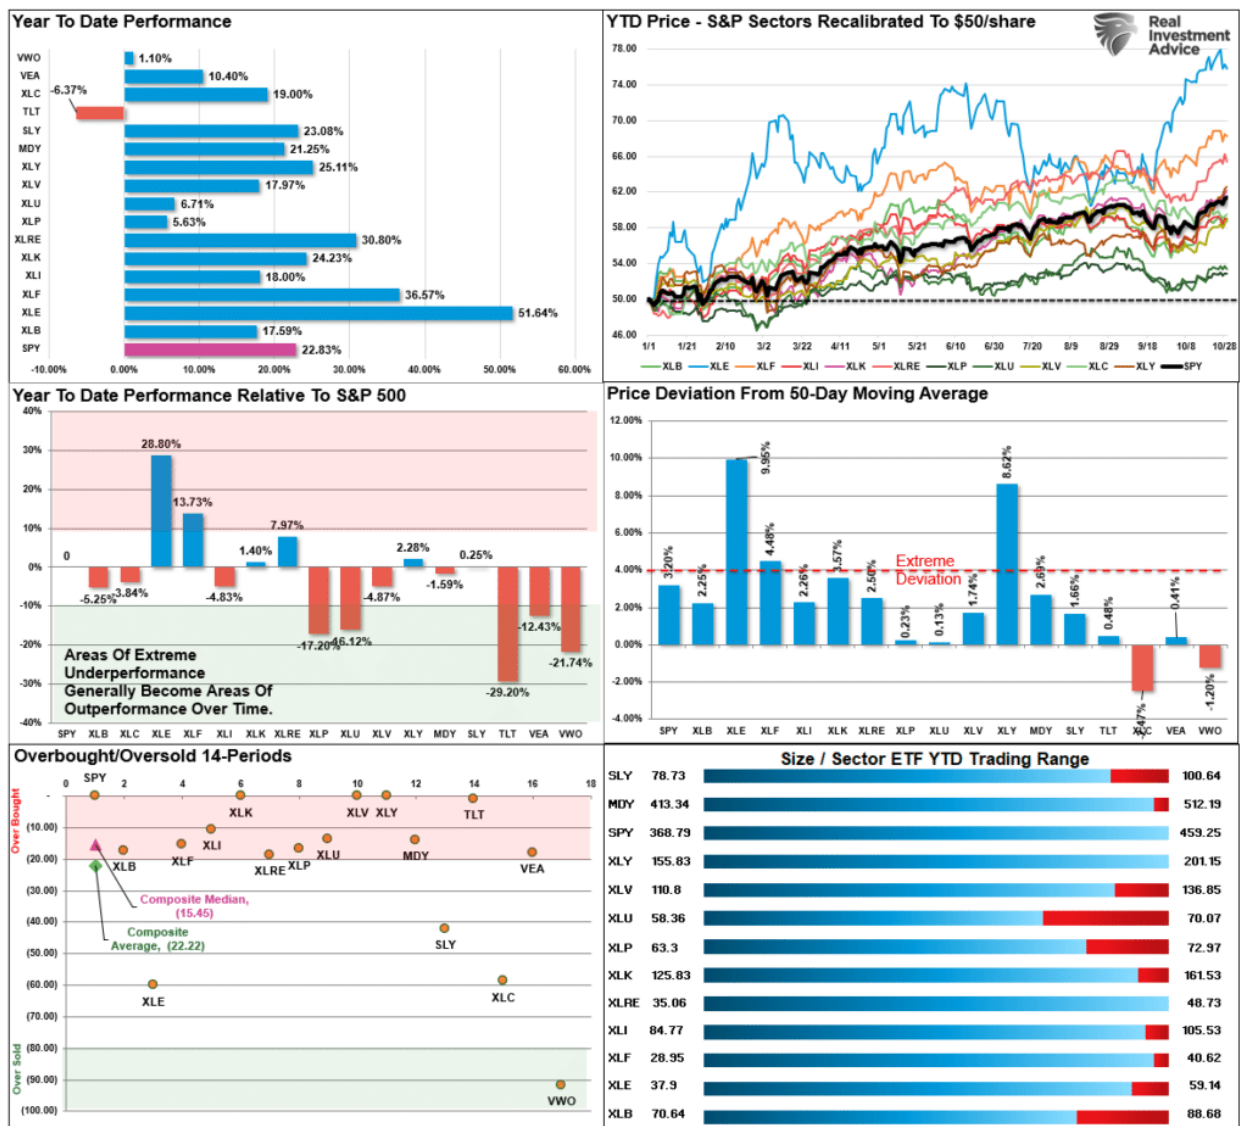 Year To Date Performance
VWO 1.10%
VEA 10.40%
XLC 19.00%
-6.37%
TLT
SLY 23.08%
MDY 21.25%
XLY 25.11%
XLV 17.97%
XLU 6.71%
XLP 5.63%
XLRE 30.80%
XLK 24.23%
XLI 18.00%
XLF 36.57%
XLE 51.64%
XLB 17.59%
SPY 22.83%
-10.00% 0.00% 10.00% 20.00% 30.00% 40.00% 50.00% 60.00%
YTD Price - S&P Sectors Recalibrated To $50/share
Real
Investment
Advice
78.00
74.00
70.00
66.00
62.00
58.00
54.00
50.00
46.00
1/1 1/21 2/10 3/2 3/22 4/11 5/1 5/21 6/10 6/30 7/20 8/9 8/29 9/18 10/8 10/28
XLB XLE XLF XLI XLK XLRE XLP XLU XLV XLC XLY SPY
Year To Date Performance Relative To S&P 500
40%
30%
20%
10%
0%
-10%
-20%
-30%
-40%
0 -5.25% -3.84% 28.80% 13.73% -4.83% 1.40% 7.97% -17.20% -16.12% -4.87% 2.28% -1.59% 0.25% -29.20% -12.43% -21.74%
Areas Of Extreme
Underperformance
Generally Become Areas Of
Outperformance Over Time.
SPY XLB XLC XLE XLF XLI XLK XLRE XLP XLU XLV XLY MDY SLY TLT VEA VWO
Price Deviation From 50-Day Moving Average
12.00%
10.00%
8.00%
6.00%
4.00%
2.00%
0.00%
-2.00%
-4.00%
3.20% 2.25% 9.95% 4.48% 2.26% 3.57% 2.50% 0.23% 0.13% 1.74% 8.62% 2.69% 1.66% 0.48% -2.47% 0.41% -1.20%
Extreme
Deviation
SPY XLB XLE XLF XLI XLK XLRE XLP XLU XLV XLY MDY SLY TLT XLC VEA VWO
Overbought/Oversold 14-Periods
0 2 4 6 8 10 12 14 16 18
Over Bought
Over Sold
-
(10.00)
(20.00)
(30.00)
(40.00)
(50.00)
(60.00)
(70.00)
(80.00)
(90.00)
(100.00)
SPY
XLK XLV XLY TLT
XLI
XLB XLF XLRE XLP XLU MDY VEA
Composite Median,
(15.45)
Composite
Average, (22.22)
SLY
XLE XLC
VWO
Size / Sector ETF YTD Trading Range
SLY 78.73 100.64
MDY 413.34 512.19
SPY 368.79 459.25
XLY 155.83 201.15
XLV 110.8 136.85
XLU 58.36 70.07
XLP 63.3 72.97
XLK 125.83 161.53
XLRE 35.06 48.73
XLI 84.77 105.53
XLF 28.95 40.62
XLE 37.9 59.14
XLB 70.64 88.68